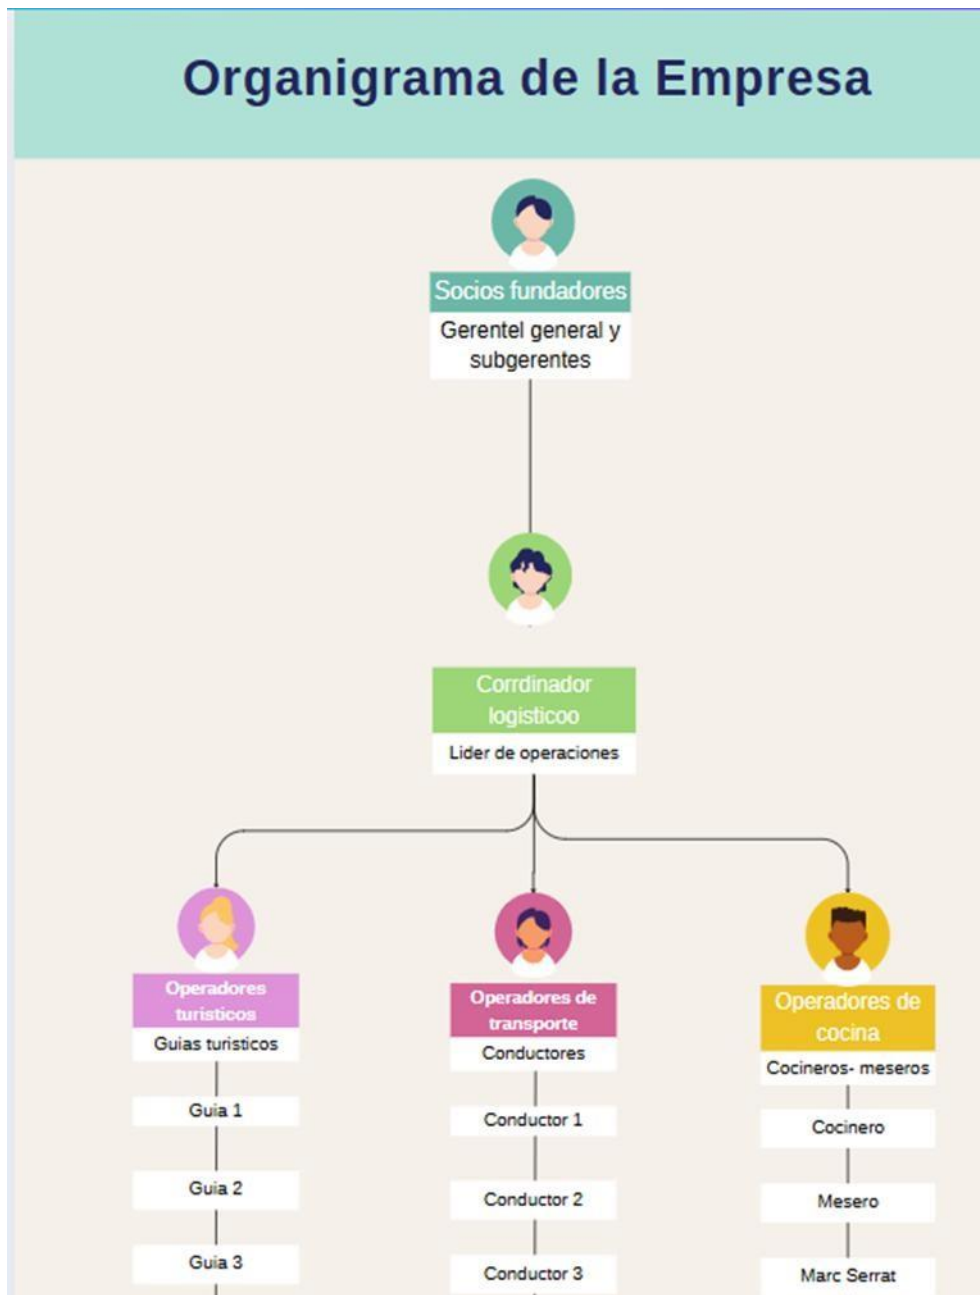 Organigrama de la Empresa
Socios fundadores
Gerentel general y
subgerentes
Corrdinador
logisticoo
Lider de operaciones
Operadores
turisticos
Guias turisticos
Guia 1
Guia 2
Guia 3
Operadores de
transporte
Conductores
Conductor 1
Conductor 2
Conductor 3
Operadores de
cocina
Cocineros- meseros
Cocinero
Mesero
Marc Serrat